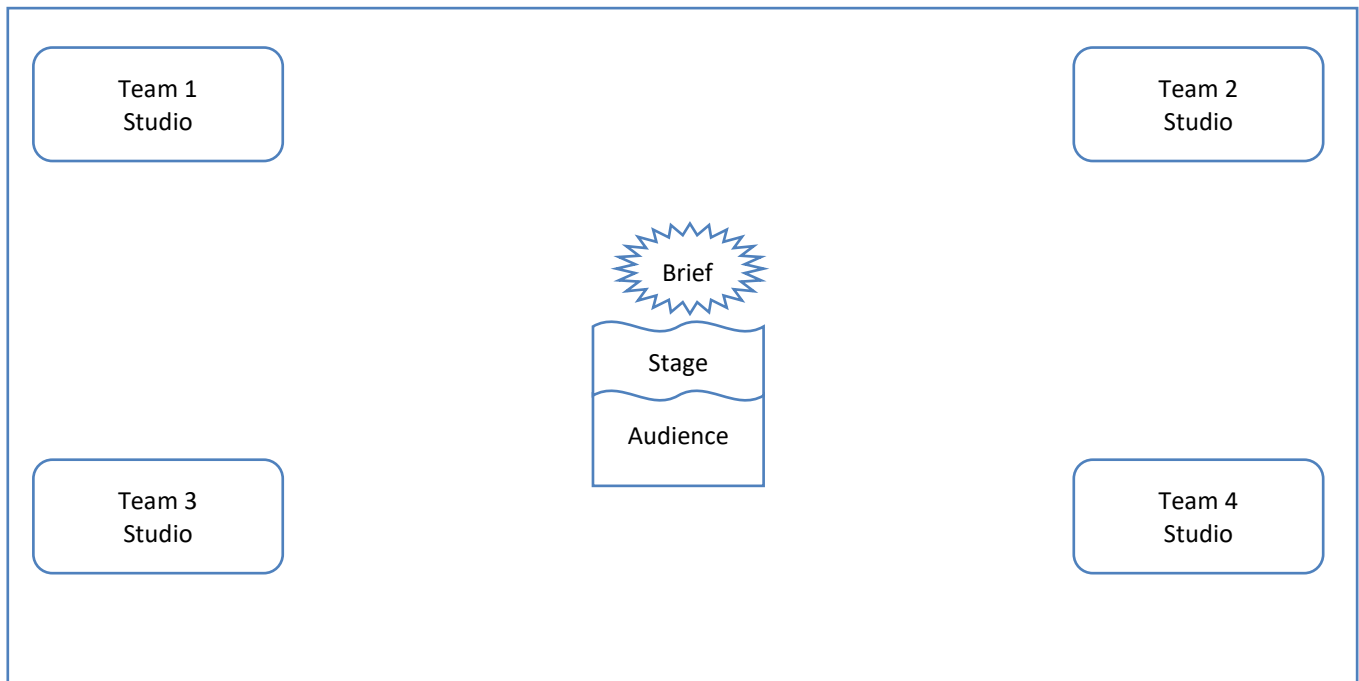 Team 1
Studio
Team 2
Studio
Brief
Stage
Audience
Team 3
Studio
Team 4
Studio